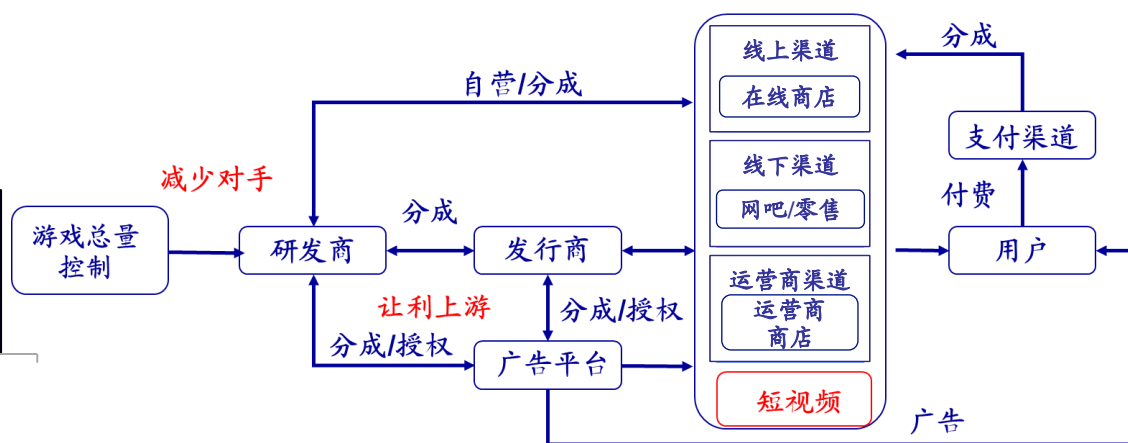 分成
线上渠道
在线商店
自营/分成
支付渠道
线下渠道
减少对手
网吧/零售
付费
分成
游戏总量
控制
研发商
发行商
用户
运营商渠道
运营商
商店
让利上游
分成/授权
分成/授权
广告平台
短视频
广告